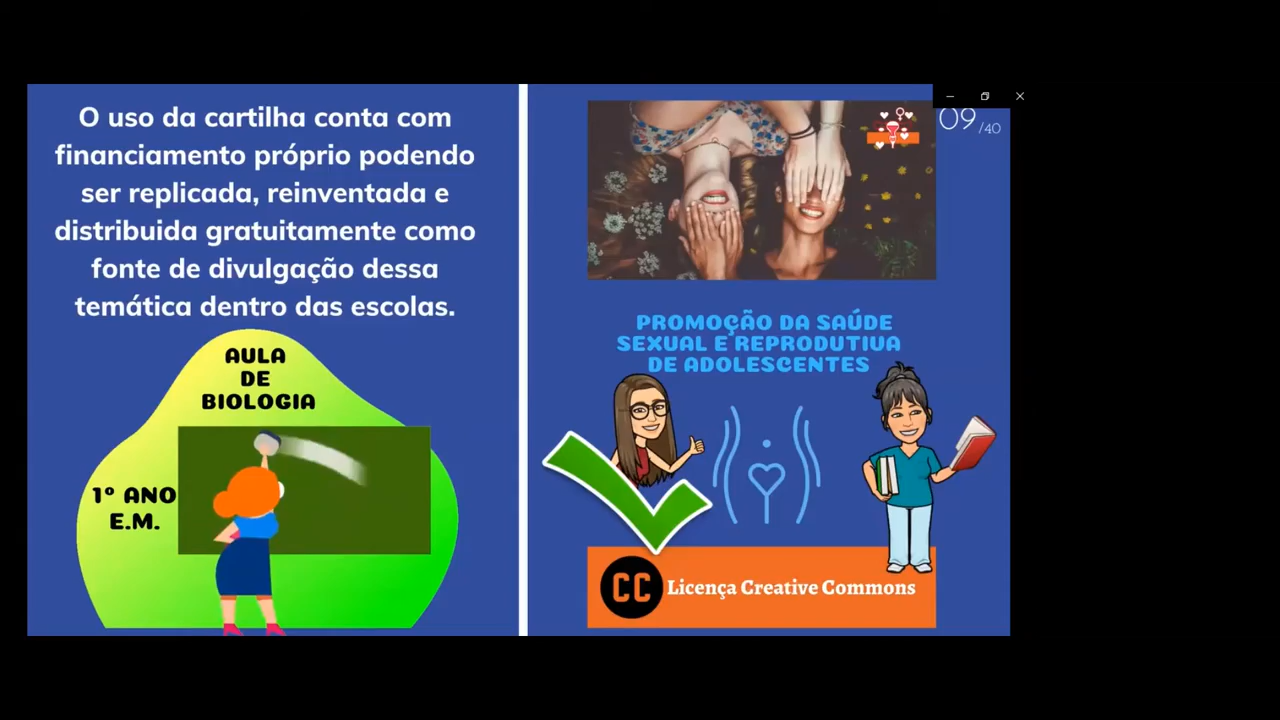 O uso da cartilha conta com
financiamento próprio podendo
ser replicada, reinventada e
distribuida gratuitamente como
fonte de divulgação dessa
temática dentro das escolas.
AULA
DE
BIOLOGIA
1º ANO
E.M.
09/40
PROMOÇÃO DA SAÚDE
SEXUAL E REPRODUTIVA
DE ADOLESCENTES
CC Licença Creative Commons